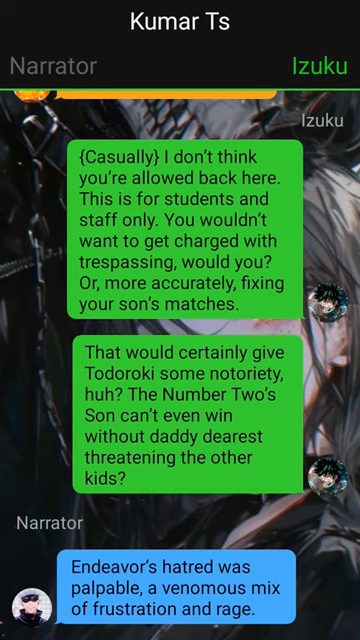 Kumar Ts
Narrator Izuku
Izuku
{Casually} I don’t think
you’re allowed back here.
This is for students and
staff only. You wouldn’t
want to get charged with
trespassing, would you?
Or, more accurately, fixing
your son’s matches.
That would certainly give
Todoroki some notoriety,
huh? The Number Two’s
Son can’t even win
without daddy dearest
threatening the other
kids?
Narrator
Endeavor’s hatred was
palpable, a venomous mix
of frustration and rage.